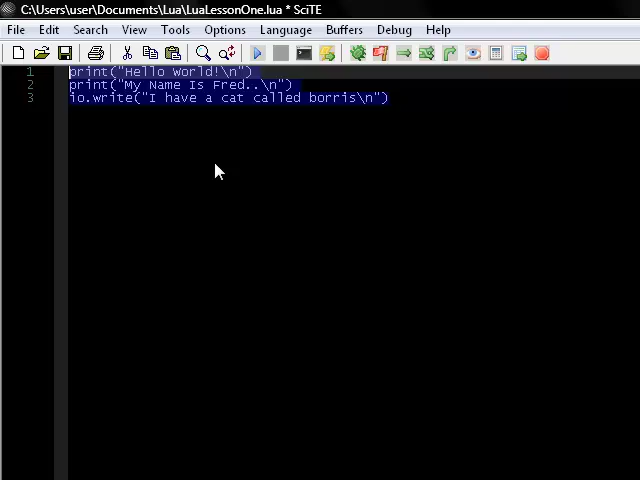 C:\Users\user\Documents\Lua\LuaLessonOne.lua * SciTE
File Edit Search View Tools Options Language Buffers Debug Help
1 print("Hello World!\n")
2 print("My Name Is Fred..\n")
3 io.write("I have a cat called borris\n")